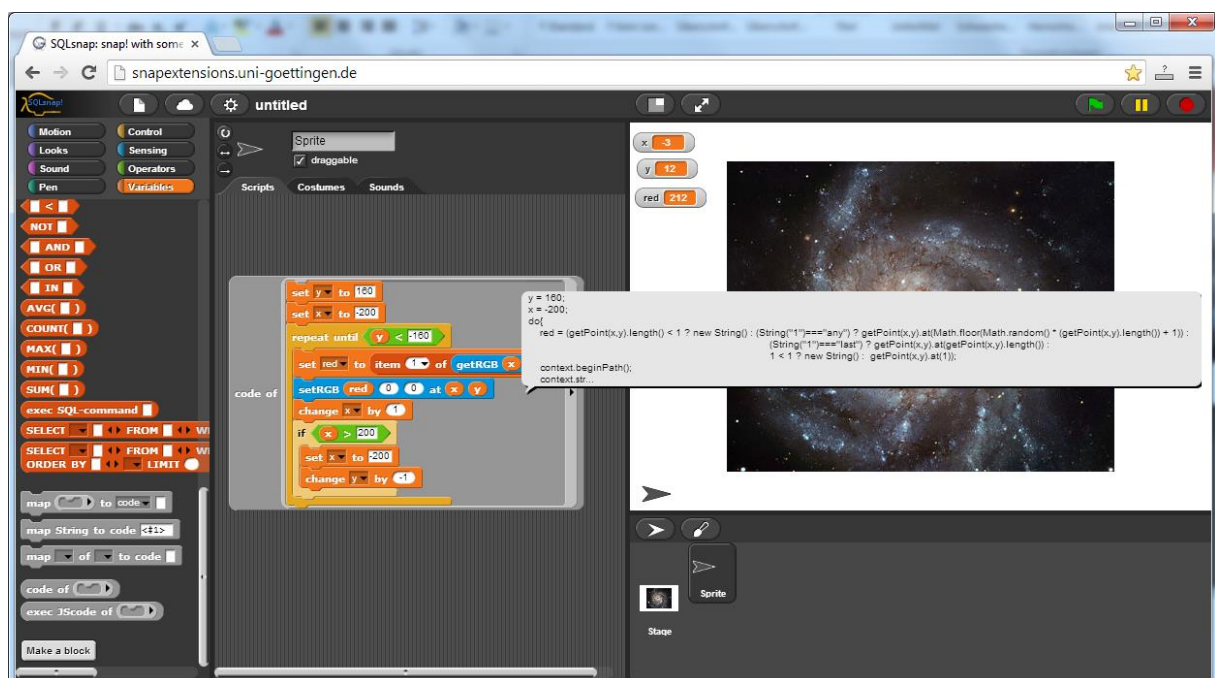 SQLsnap: snap! with some
snapextensions.uni-goettingen.de
SQLsnap!
untitled
Motion Control
Looks Sensing
Sound Operators
Pen Variables
<
NOT
AND
OR
IN
AVG( )
COUNT( )
MAX( )
MIN( )
SUM( )
exec SQL-command
SELECT FROM WI
SELECT FROM WI
ORDER BY LIMIT
map to code
map String to code <#1>
map of to code
code of
exec JScode of
Make a block
Sprite
draggable
Scripts Costumes Sounds
code of
set y to 160
set x to -200
repeat until y < -160
set red to item 1 of getRGB x
setRGB red 0 0 at x y
change x by 1
if x > 200
set x to -200
change y by -1
x -3
y 12
red 212
y = 160;
x = -200;
do{
red = (getPoint(x,y).length() < 1 ? new String() : (String("1")==="any") ? getPoint(x,y).at(Math.floor(Math.random() * (getPoint(x,y).length()) + 1)) :
(String("1")==="last") ? getPoint(x,y).at(getPoint(x,y).length()) :
1 < 1 ? new String() : getPoint(x,y).at(1));
context.beginPath();
context.str...
Sprite
Stage